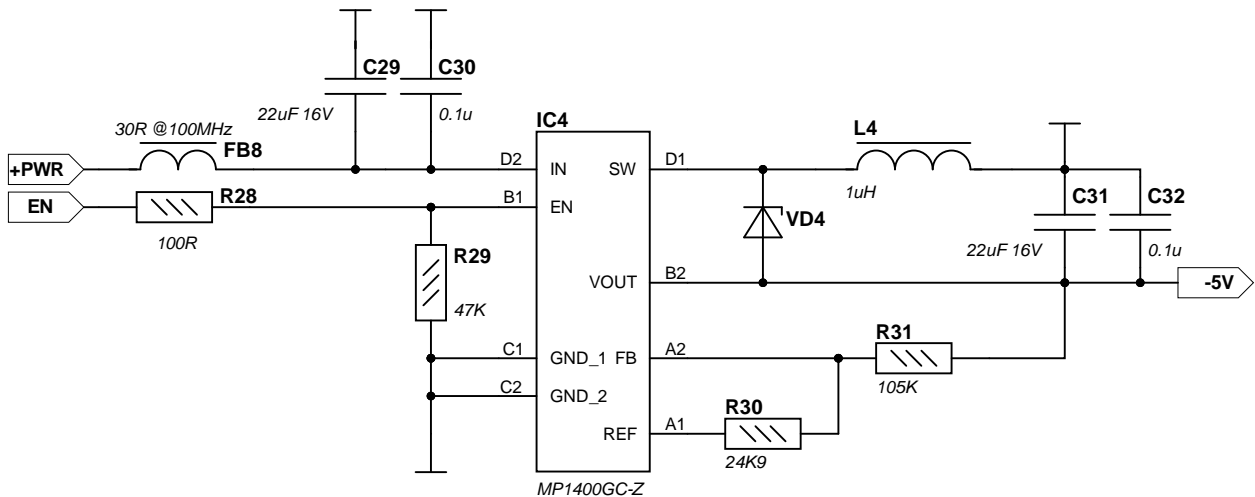 C29
C30
22uF 16V
0.1u
30R @100MHz
FB8
IC4
L4
+PWR
D2
IN
SW
D1
1uH
EN
R28
B1
EN
100R
VD4
C31
C32
22uF 16V
0.1u
R29
47K
VOUT
B2
-5V
R31
C1
GND_1
FB
A2
105K
C2
GND_2
R30
REF
A1
24K9
MP1400GC-Z